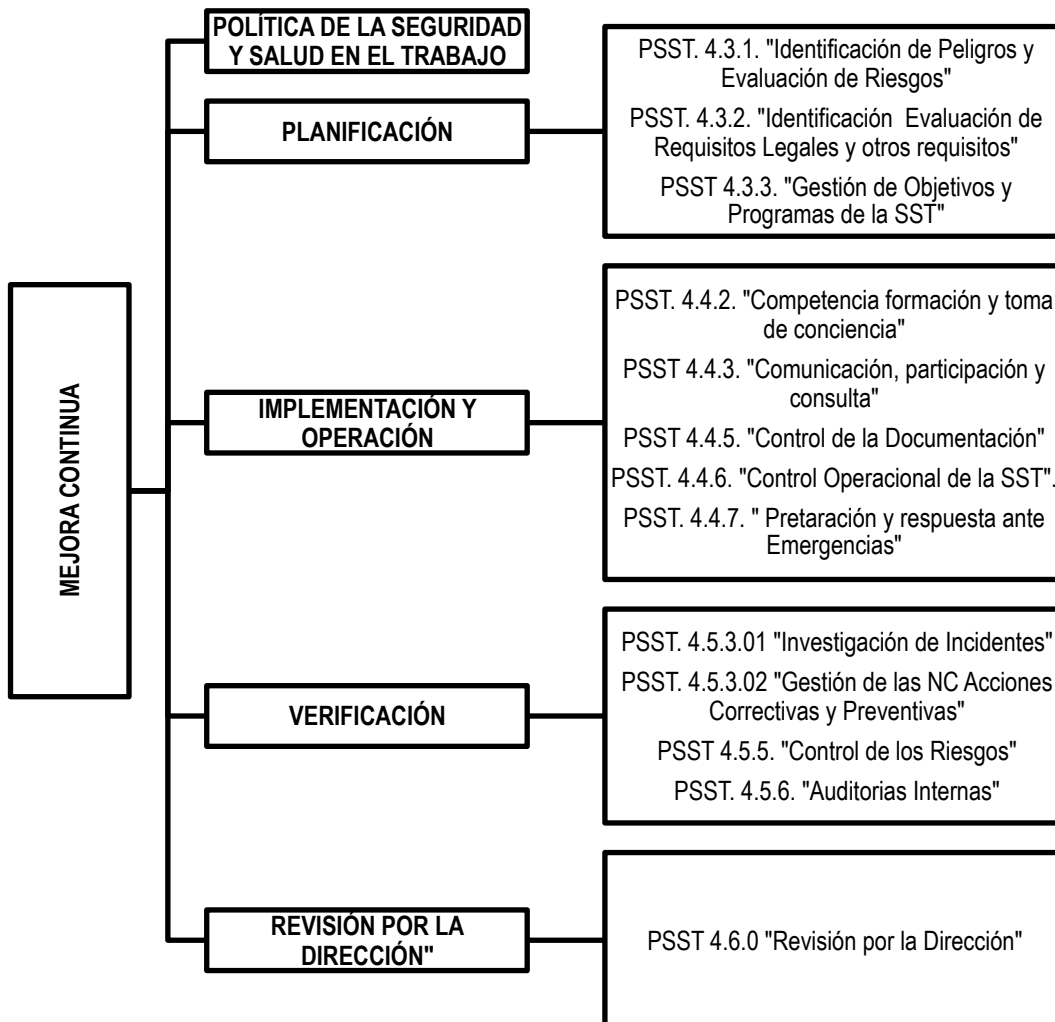 POLÍTICA DE LA SEGURIDAD
Y SALUD EN EL TRABAJO
PLANIFICACIÓN
PSST. 4.3.1. "Identificación de Peligros y
Evaluación de Riesgos"
PSST. 4.3.2. "Identificación  Evaluación de
Requisitos Legales y otros requisitos"
PSST 4.3.3. "Gestión de Objetivos y
Programas de la SST"
MEJORA CONTINUA
IMPLEMENTACIÓN Y
OPERACIÓN
PSST. 4.4.2. "Competencia formación y toma
de conciencia"
PSST 4.4.3. "Comunicación, participación y
consulta"
PSST 4.4.5. "Control de la Documentación"
PSST. 4.4.6. "Control Operacional de la SST".
PSST. 4.4.7. " Pretaración y respuesta ante
Emergencias"
VERIFICACIÓN
PSST. 4.5.3.01 "Investigación de Incidentes"
PSST. 4.5.3.02 "Gestión de las NC Acciones
Correctivas y Preventivas"
PSST 4.5.5. "Control de los Riesgos"
PSST. 4.5.6. "Auditorias Internas"
REVISIÓN POR LA
DIRECCIÓN"
PSST 4.6.0 "Revisión por la Dirección"